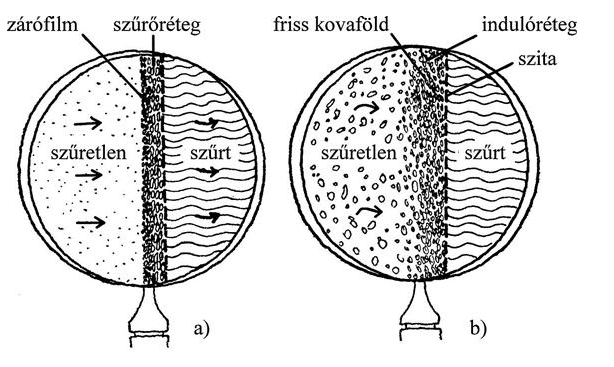 zárófilm
szűrőréteg
szűretlen
szűrt
a)
friss kovaföld
indulóréteg
szita
szűretlen
szűrt
b)